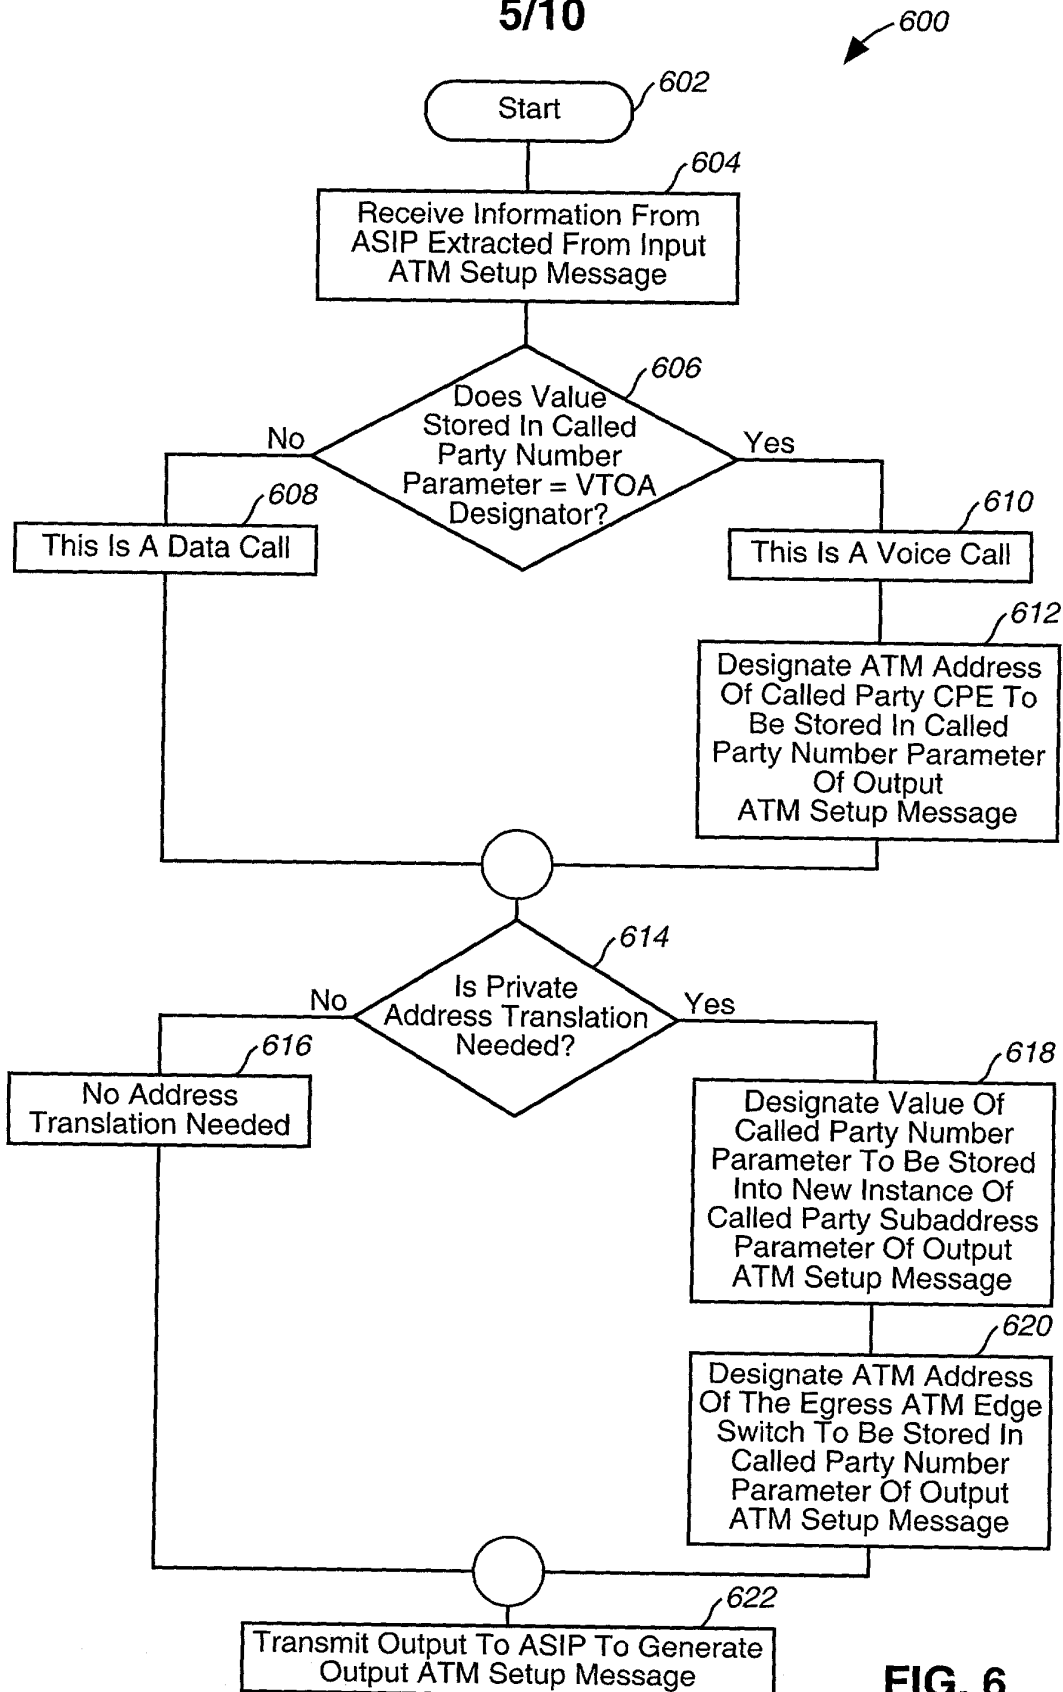 5/10
600
Start
602
604
Receive Information From
ASIP Extracted From Input
ATM Setup Message
606
Does Value
Stored In Called
Party Number
Parameter = VTOA
Designator?
No
Yes
608
This Is A Data Call
610
This Is A Voice Call
612
Designate ATM Address
Of Called Party CPE To
Be Stored In Called
Party Number Parameter
Of Output
ATM Setup Message
614
Is Private
Address Translation
Needed?
No
Yes
616
No Address
Translation Needed
618
Designate Value Of
Called Party Number
Parameter To Be Stored
Into New Instance Of
Called Party Subaddress
Parameter Of Output
ATM Setup Message
620
Designate ATM Address
Of The Egress ATM Edge
Switch To Be Stored In
Called Party Number
Parameter Of Output
ATM Setup Message
622
Transmit Output To ASIP To Generate
Output ATM Setup Message
FIG. 6